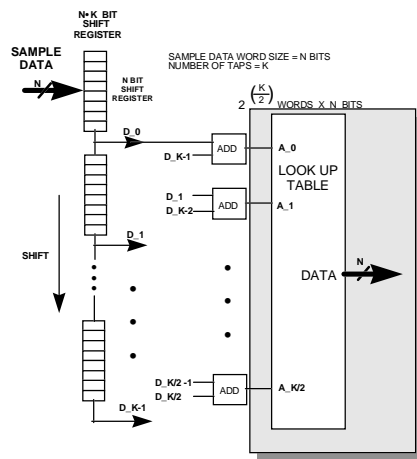 N•K BIT
SHIFT
REGISTER
SAMPLE
DATA
N
N BIT
SHIFT
REGISTER
SAMPLE DATA WORD SIZE = N BITS
NUMBER OF TAPS = K
2 (K/2) WORDS X N BITS
D_0
D_K-1
ADD
A_0
LOOK UP
TABLE
D_1
D_K-2
ADD
A_1
D_1
SHIFT
N
DATA
D_K/2 -1
D_K/2
ADD
A_K/2
D_K-1